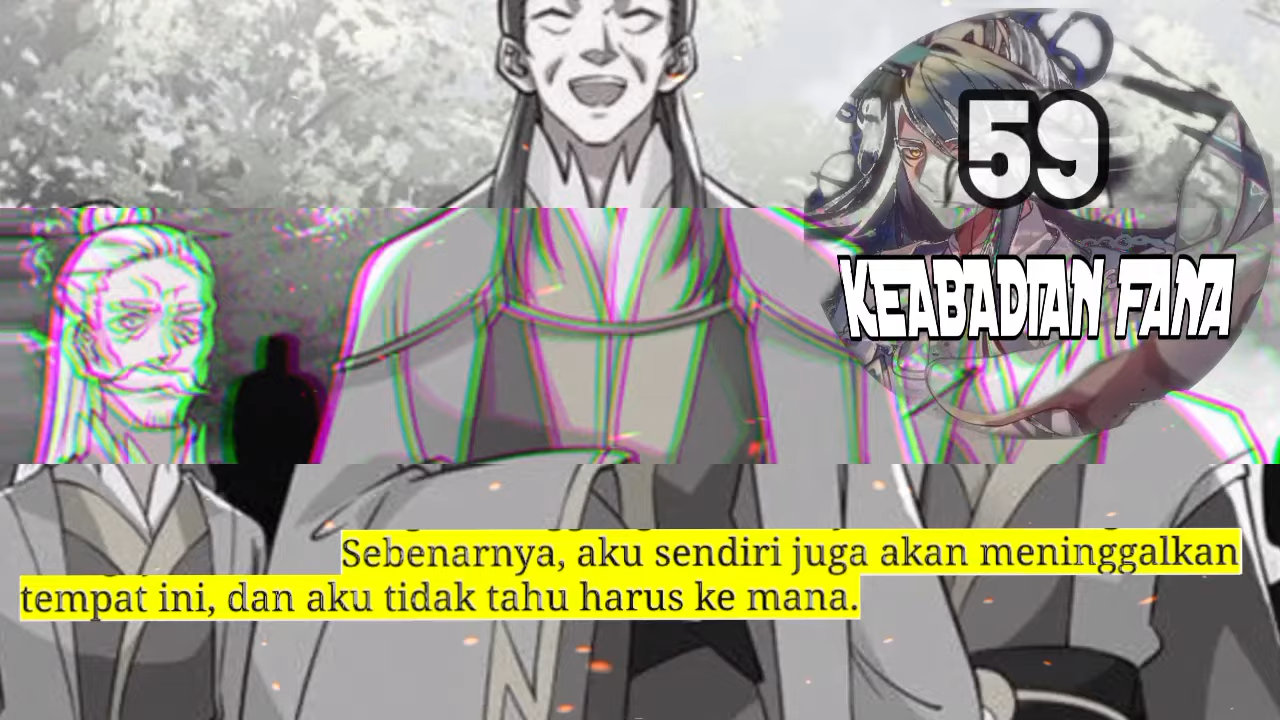 59
KEABADIAN FANA
Sebenarnya, aku sendiri juga akan meninggalkan
tempat ini, dan aku tidak tahu harus ke mana.